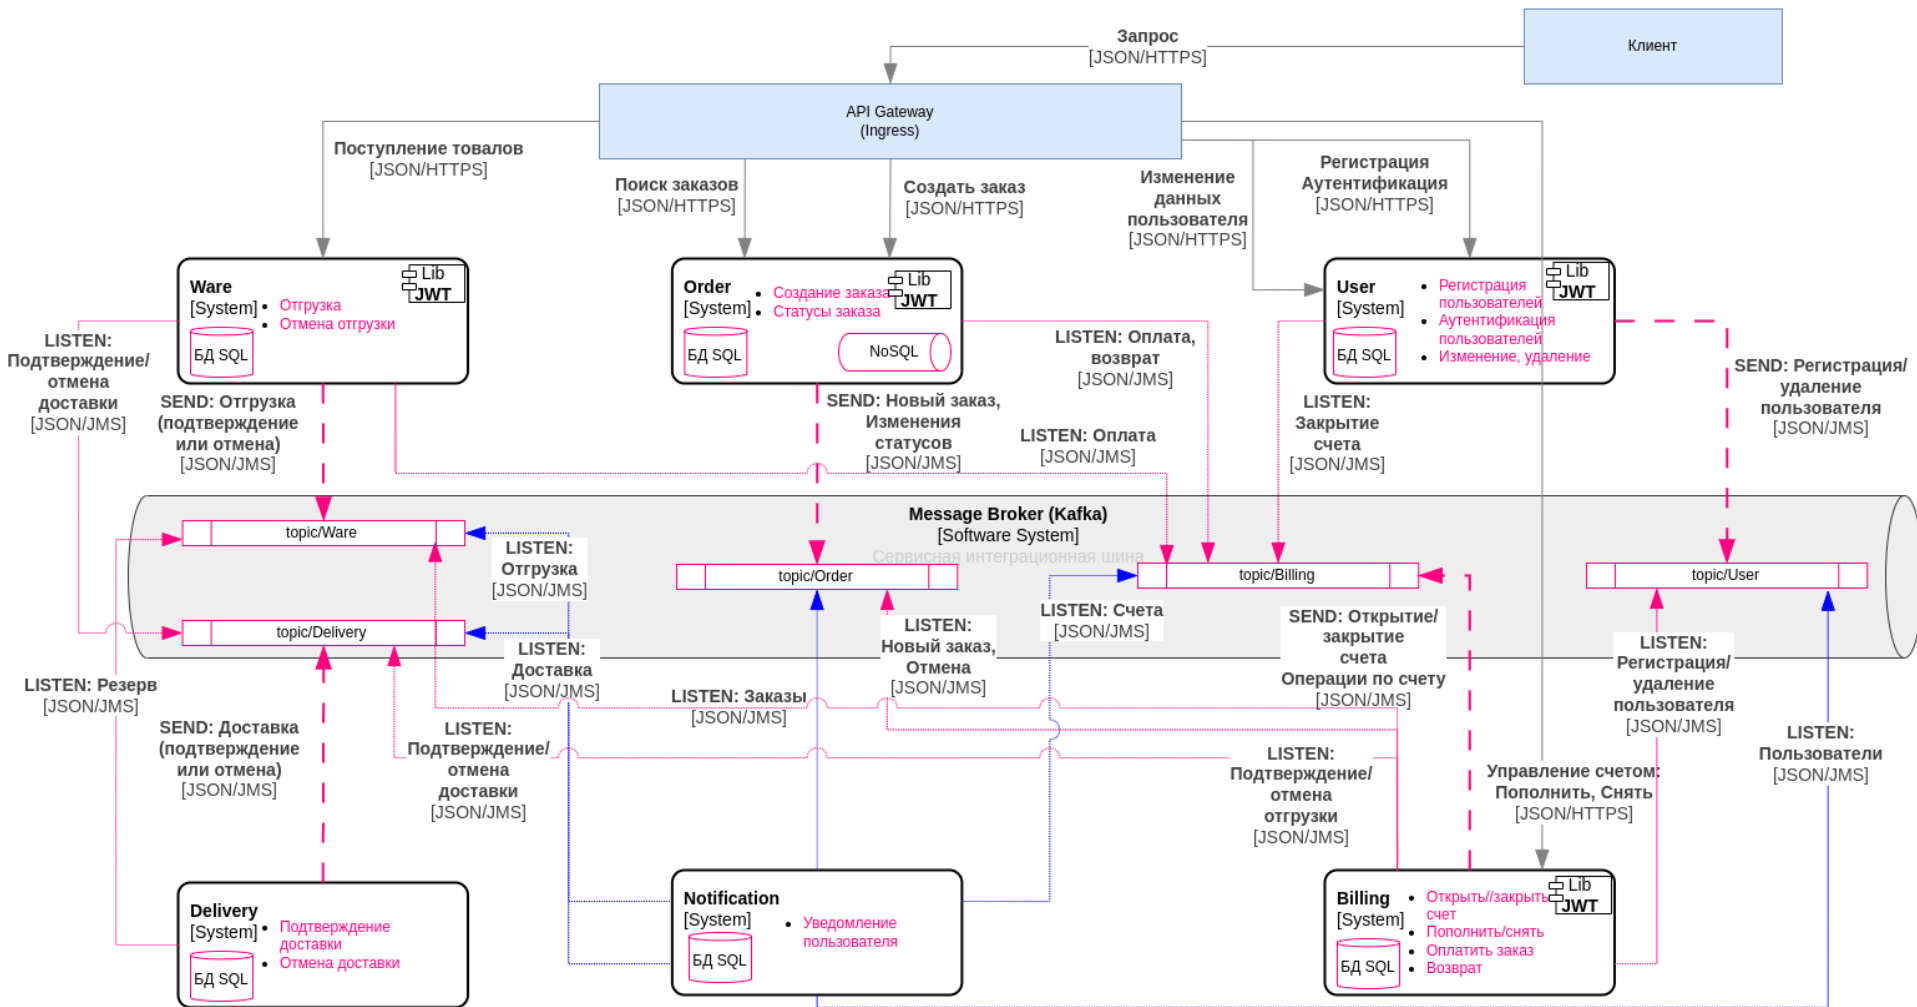 Запрос
[JSON/HTTPS]
Клиент
API Gateway
(Ingress)
Поступление товалов
[JSON/HTTPS]
Поиск заказов
[JSON/HTTPS]
Создать заказ
[JSON/HTTPS]
Изменение
данных
пользователя
[JSON/HTTPS]
Регистрация
Аутентификация
[JSON/HTTPS]
Ware
[System]
Отгрузка
Отмена отгрузки
Lib
JWT
БД SQL
Order
[System]
Создание заказа
Статусы заказа
Lib
JWT
БД SQL
NoSQL
User
[System]
Регистрация
пользователей
Аутентификация
пользователей
Изменение, удаление
Lib
JWT
БД SQL
LISTEN:
Подтверждение/
отмена
доставки
[JSON/JMS]
SEND: Отгрузка
(подтверждение
или отмена)
[JSON/JMS]
SEND: Новый заказ,
Изменения
статусов
[JSON/JMS]
LISTEN: Оплата,
возврат
[JSON/JMS]
LISTEN: Оплата
[JSON/JMS]
LISTEN:
Закрытие
счета
[JSON/JMS]
SEND: Регистрация/
удаление
пользователя
[JSON/JMS]
Message Broker (Kafka)
[Software System]
Сервисная интеграционная шина
topic/Ware
topic/Order
topic/Billing
topic/User
topic/Delivery
LISTEN:
Отгрузка
[JSON/JMS]
LISTEN:
Доставка
[JSON/JMS]
LISTEN:
Новый заказ,
Отмена
[JSON/JMS]
LISTEN: Счета
[JSON/JMS]
SEND: Открытие/
закрытие
счета
Операции по счету
[JSON/JMS]
LISTEN:
Регистрация/
удаление
пользователя
[JSON/JMS]
LISTEN: Резерв
[JSON/JMS]
SEND: Доставка
(подтверждение
или отмена)
[JSON/JMS]
LISTEN:
Подтверждение/
отмена
доставки
[JSON/JMS]
LISTEN: Заказы
[JSON/JMS]
LISTEN:
Подтверждение/
отмена
отгрузки
[JSON/JMS]
Управление счетом:
Пополнить, Снять
[JSON/HTTPS]
LISTEN:
Пользователи
[JSON/JMS]
Delivery
[System]
Подтверждение
доставки
Отмена доставки
БД SQL
Notification
[System]
Уведомление
пользователя
БД SQL
Billing
[System]
Открыть//закрыть
счет
Пополнить/снять
Оплатить заказ
Возврат
Lib
JWT
БД SQL